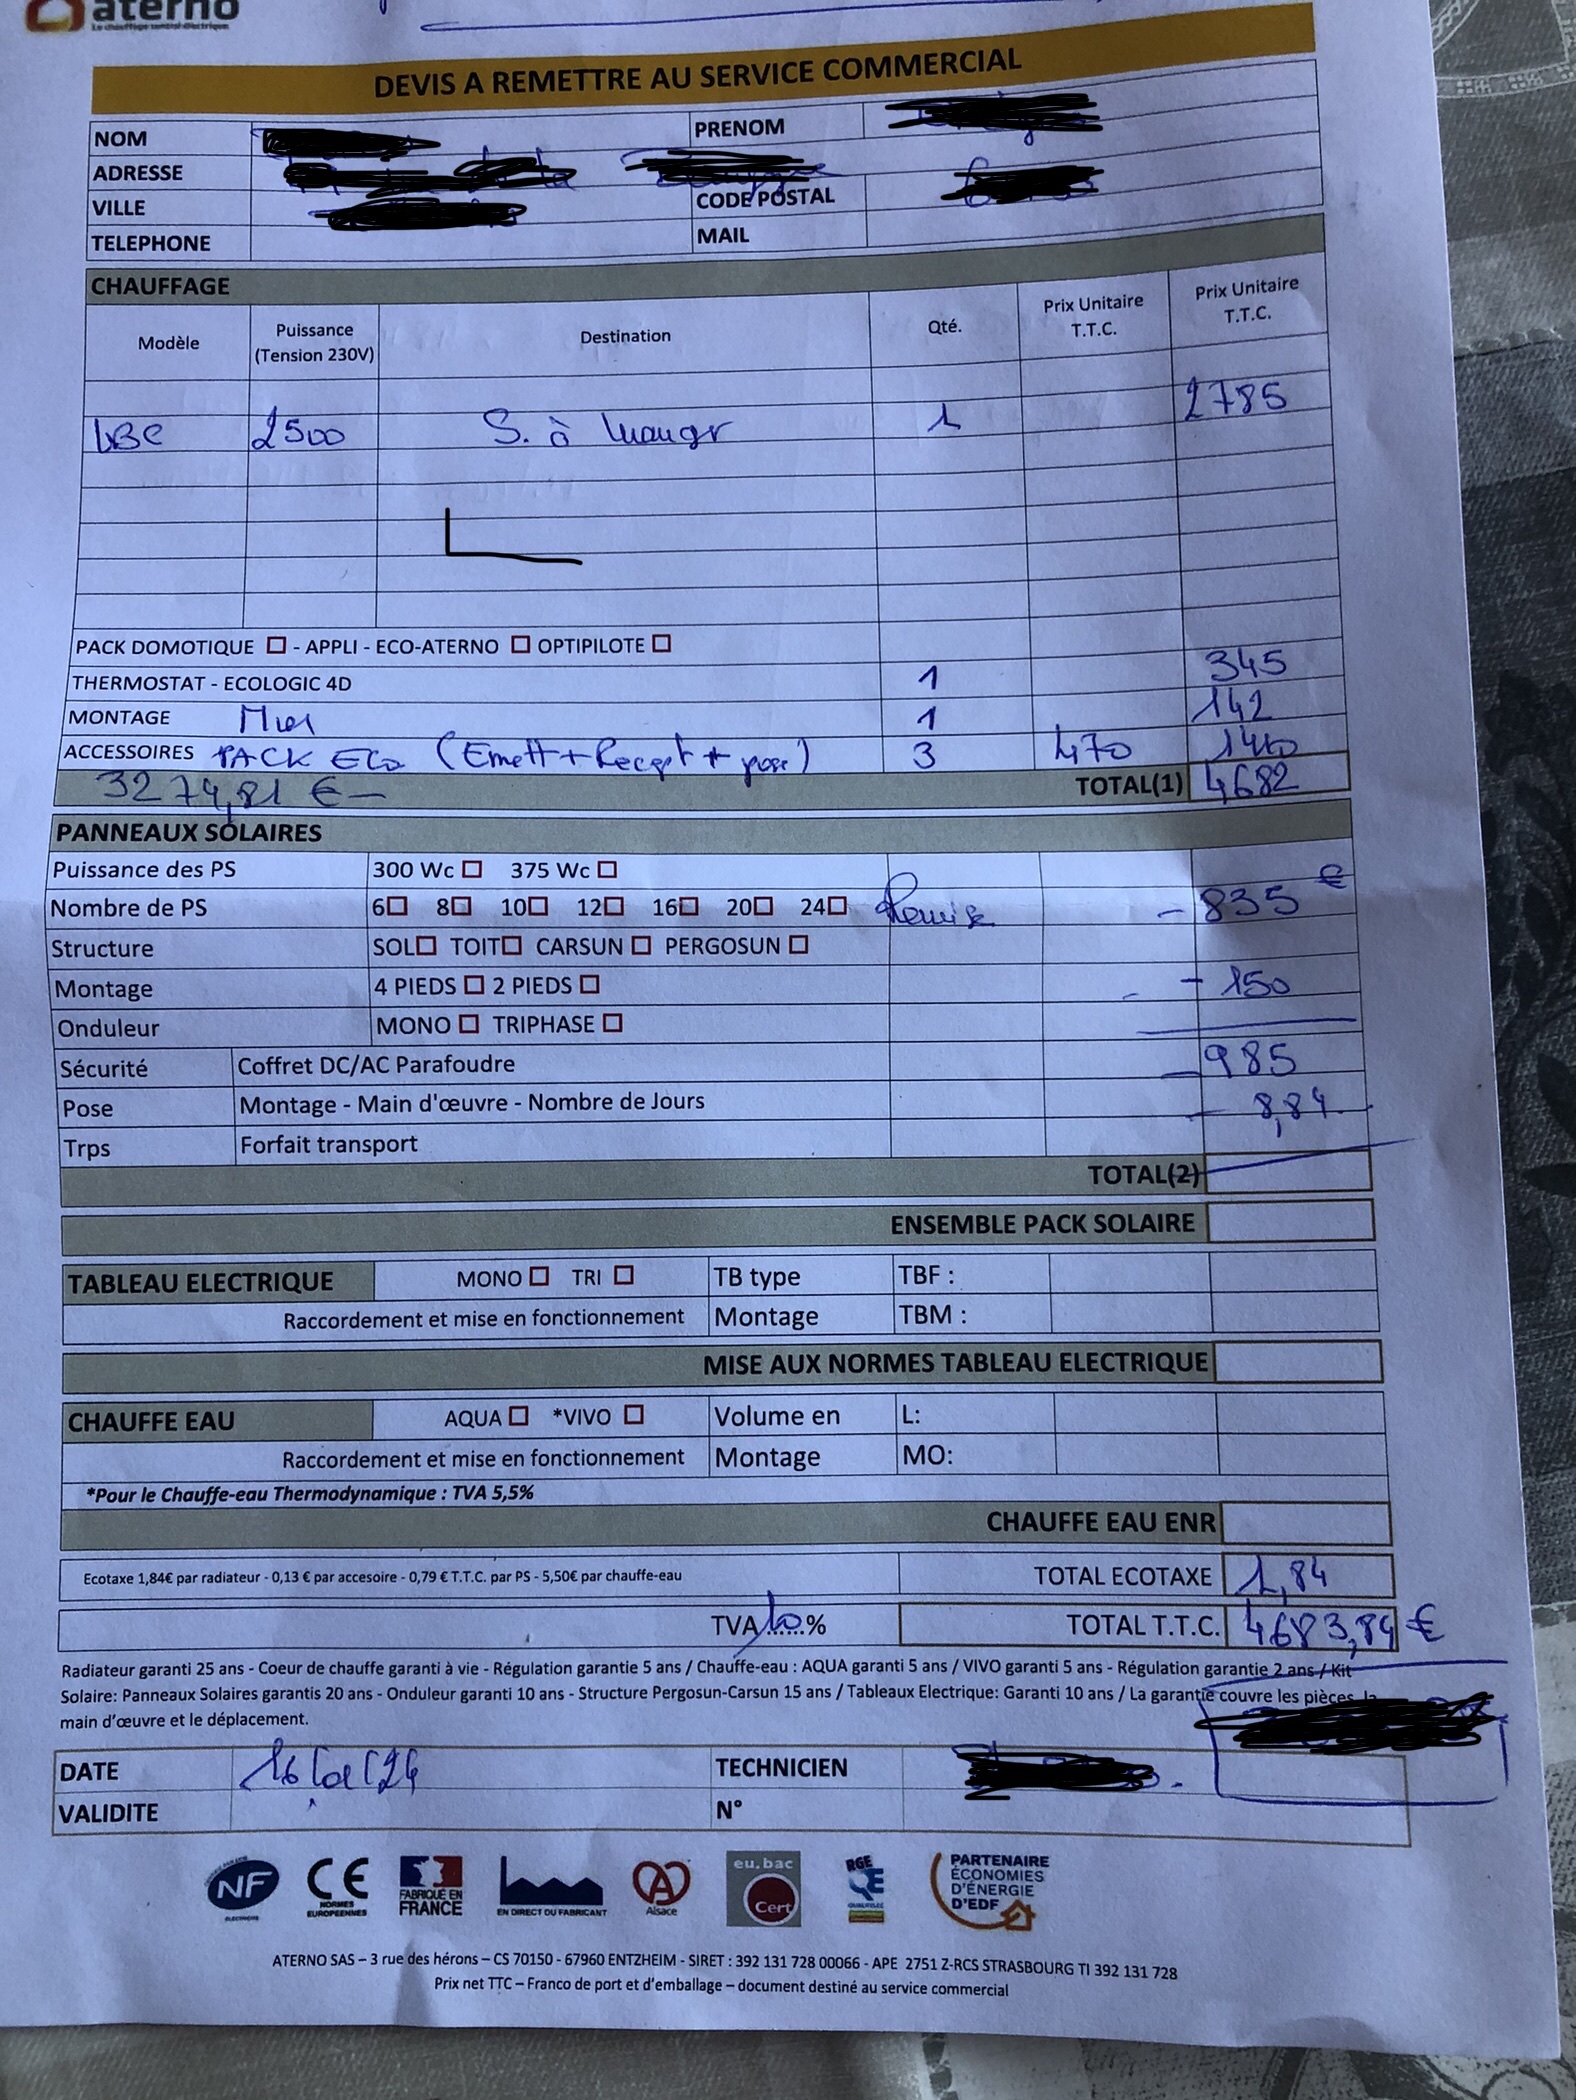 aterno
Le chauffage central électrique
DEVIS A REMETTRE AU SERVICE COMMERCIAL
NOM PRENOM
ADRESSE
VILLE CODE POSTAL
TELEPHONE MAIL
CHAUFFAGE
Modèle Puissance (Tension 230V) Destination Qté. Prix Unitaire T.T.C. Prix Unitaire T.T.C.
2500 S. à manger 1 2785
PACK DOMOTIQUE ☐ - APPLI - ECO-ATERNO ☐ OPTIPILOTE ☐
THERMOSTAT - ECOLOGIC 4D 1 345
MONTAGE 1 142
ACCESSOIRES PACK ECO (Emett + Recept + pose) 3 470 1410
3274,81 € TOTAL(1) 4682
PANNEAUX SOLAIRES
Puissance des PS 300 Wc ☐ 375 Wc ☐
Nombre de PS 6☐ 8☐ 10☐ 12☐ 16☐ 20☐ 24☐ Remise - 835 €
Structure SOL☐ TOIT☐ CARSUN ☐ PERGOSUN ☐
Montage 4 PIEDS ☐ 2 PIEDS ☐ - 150
Onduleur MONO ☐ TRIPHASE ☐
Sécurité Coffret DC/AC Parafoudre - 985
Pose Montage - Main d'œuvre - Nombre de Jours - 8,84
Trps Forfait transport
TOTAL(2)
ENSEMBLE PACK SOLAIRE
TABLEAU ELECTRIQUE MONO ☐ TRI ☐ TB type TBF :
Raccordement et mise en fonctionnement Montage TBM :
MISE AUX NORMES TABLEAU ELECTRIQUE
CHAUFFE EAU AQUA ☐ *VIVO ☐ Volume en L:
Raccordement et mise en fonctionnement Montage MO:
*Pour le Chauffe-eau Thermodynamique : TVA 5,5%
CHAUFFE EAU ENR
Ecotaxe 1,84€ par radiateur - 0,13 € par accesoire - 0,79 € T.T.C. par PS - 5,50€ par chauffe-eau TOTAL ECOTAXE 1,84
TVA 10 % TOTAL T.T.C. 4683,84 €
Radiateur garanti 25 ans - Coeur de chauffe garanti à vie - Régulation garantie 5 ans / Chauffe-eau : AQUA garanti 5 ans / VIVO garanti 5 ans - Régulation garantie 2 ans / Kit
Solaire: Panneaux Solaires garantis 20 ans - Onduleur garanti 10 ans - Structure Pergosun-Carsun 15 ans / Tableaux Electrique: Garanti 10 ans / La garantie couvre les pièces, la
main d'œuvre et le déplacement.
DATE TECHNICIEN
VALIDITE N°
NF CE NORMES EUROPEENNES FABRIQUÉ EN FRANCE EN DIRECT DU FABRICANT Alsace eu.bac Cert RGE PARTENAIRE ÉCONOMIES D'ÉNERGIE D'EDF
ATERNO SAS – 3 rue des hérons – CS 70150 - 67960 ENTZHEIM - SIRET : 392 131 728 00066 - APE 2751 Z-RCS STRASBOURG TI 392 131 728
Prix net TTC – Franco de port et d'emballage – document destiné au service commercial